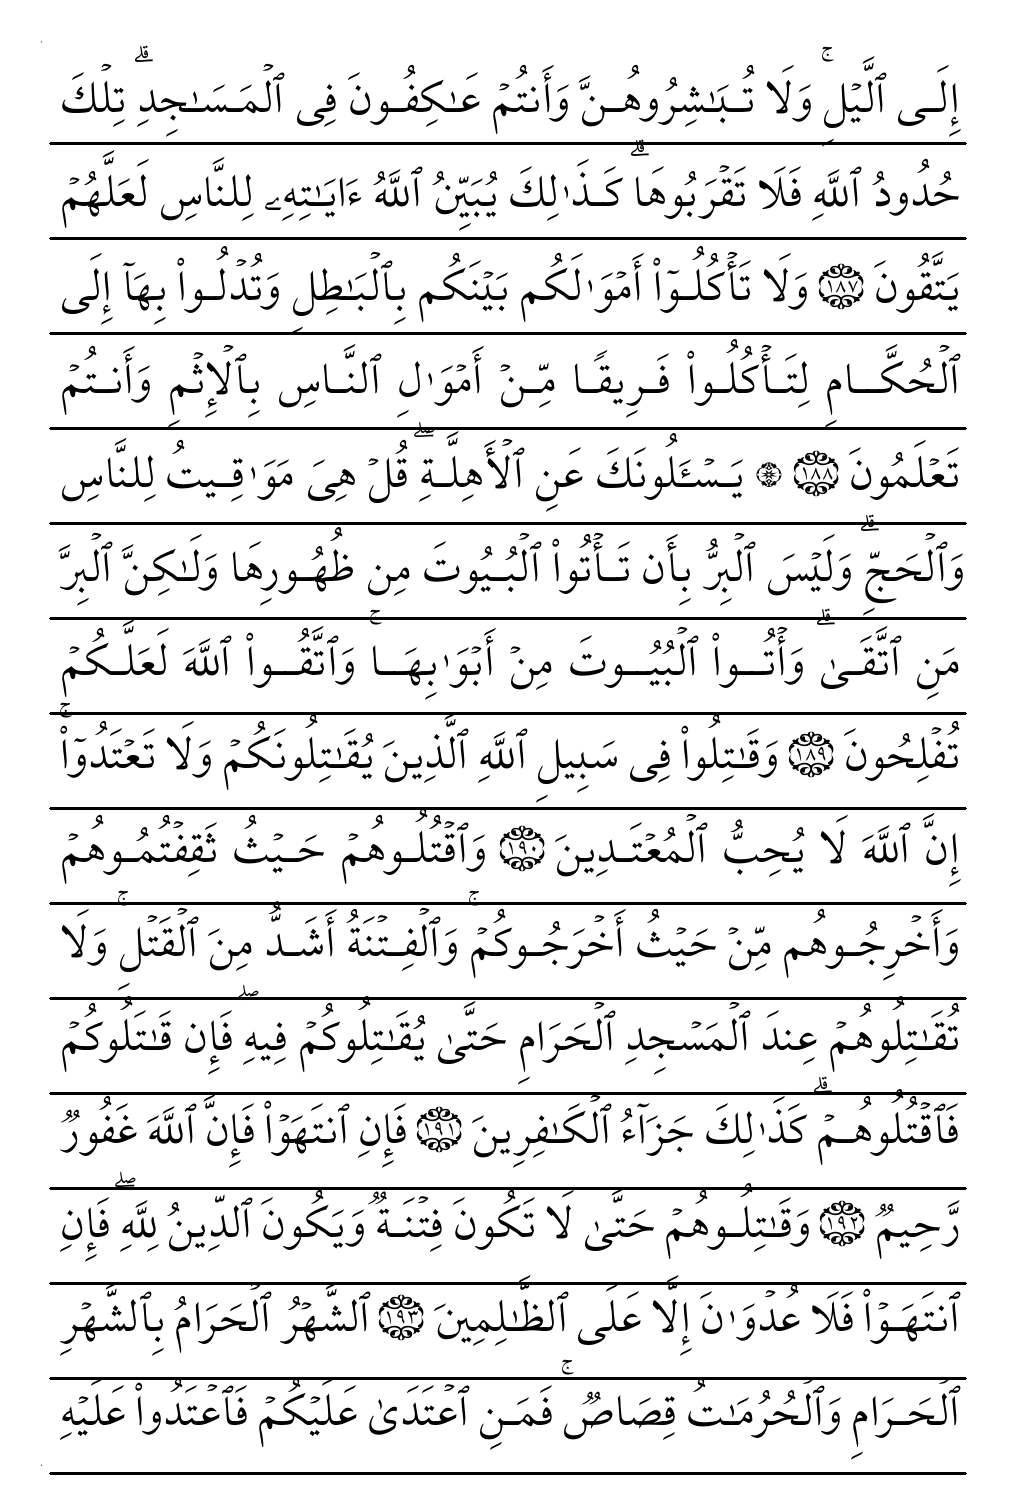 إِلَى ٱلَّيۡلِۚ وَلَا تُبَٰشِرُوهُنَّ وَأَنتُمۡ عَٰكِفُونَ فِى ٱلۡمَسَٰجِدِۗ تِلۡكَ
حُدُودُ ٱللَّهِ فَلَا تَقۡرَبُوهَاۗ كَذَٰلِكَ يُبَيِّنُ ٱللَّهُ ءَايَٰتِهِۦ لِلنَّاسِ لَعَلَّهُمۡ
يَتَّقُونَ ١٨٧ وَلَا تَأۡكُلُوٓاْ أَمۡوَٰلَكُم بَيۡنَكُم بِٱلۡبَٰطِلِ وَتُدۡلُواْ بِهَآ إِلَى
ٱلۡحُكَّامِ لِتَأۡكُلُواْ فَرِيقًا مِّنۡ أَمۡوَٰلِ ٱلنَّاسِ بِٱلۡإِثۡمِ وَأَنتُمۡ
تَعۡلَمُونَ ١٨٨ ۞ يَسۡـَٔلُونَكَ عَنِ ٱلۡأَهِلَّةِۖ قُلۡ هِىَ مَوَٰقِيتُ لِلنَّاسِ
وَٱلۡحَجِّۗ وَلَيۡسَ ٱلۡبِرُّ بِأَن تَأۡتُواْ ٱلۡبُيُوتَ مِن ظُهُورِهَا وَلَٰكِنَّ ٱلۡبِرَّ
مَنِ ٱتَّقَىٰۗ وَأۡتُواْ ٱلۡبُيُوتَ مِنۡ أَبۡوَٰبِهَاۚ وَٱتَّقُواْ ٱللَّهَ لَعَلَّكُمۡ
تُفۡلِحُونَ ١٨٩ وَقَٰتِلُواْ فِى سَبِيلِ ٱللَّهِ ٱلَّذِينَ يُقَٰتِلُونَكُمۡ وَلَا تَعۡتَدُوٓاْۚ
إِنَّ ٱللَّهَ لَا يُحِبُّ ٱلۡمُعۡتَدِينَ ١٩٠ وَٱقۡتُلُوهُمۡ حَيۡثُ ثَقِفۡتُمُوهُمۡ
وَأَخۡرِجُوهُم مِّنۡ حَيۡثُ أَخۡرَجُوكُمۡۚ وَٱلۡفِتۡنَةُ أَشَدُّ مِنَ ٱلۡقَتۡلِۚ وَلَا
تُقَٰتِلُوهُمۡ عِندَ ٱلۡمَسۡجِدِ ٱلۡحَرَامِ حَتَّىٰ يُقَٰتِلُوكُمۡ فِيهِۖ فَإِن قَٰتَلُوكُمۡ
فَٱقۡتُلُوهُمۡۗ كَذَٰلِكَ جَزَآءُ ٱلۡكَٰفِرِينَ ١٩١ فَإِنِ ٱنتَهَوۡاْ فَإِنَّ ٱللَّهَ غَفُورٌ
رَّحِيمٌ ١٩٢ وَقَٰتِلُوهُمۡ حَتَّىٰ لَا تَكُونَ فِتۡنَةٌ وَيَكُونَ ٱلدِّينُ لِلَّهِۖ فَإِنِ
ٱنتَهَوۡاْ فَلَا عُدۡوَٰنَ إِلَّا عَلَى ٱلظَّٰلِمِينَ ١٩٣ ٱلشَّهۡرُ ٱلۡحَرَامُ بِٱلشَّهۡرِ
ٱلۡحَرَامِ وَٱلۡحُرُمَٰتُ قِصَاصٌۚ فَمَنِ ٱعۡتَدَىٰ عَلَيۡكُمۡ فَٱعۡتَدُواْ عَلَيۡهِ